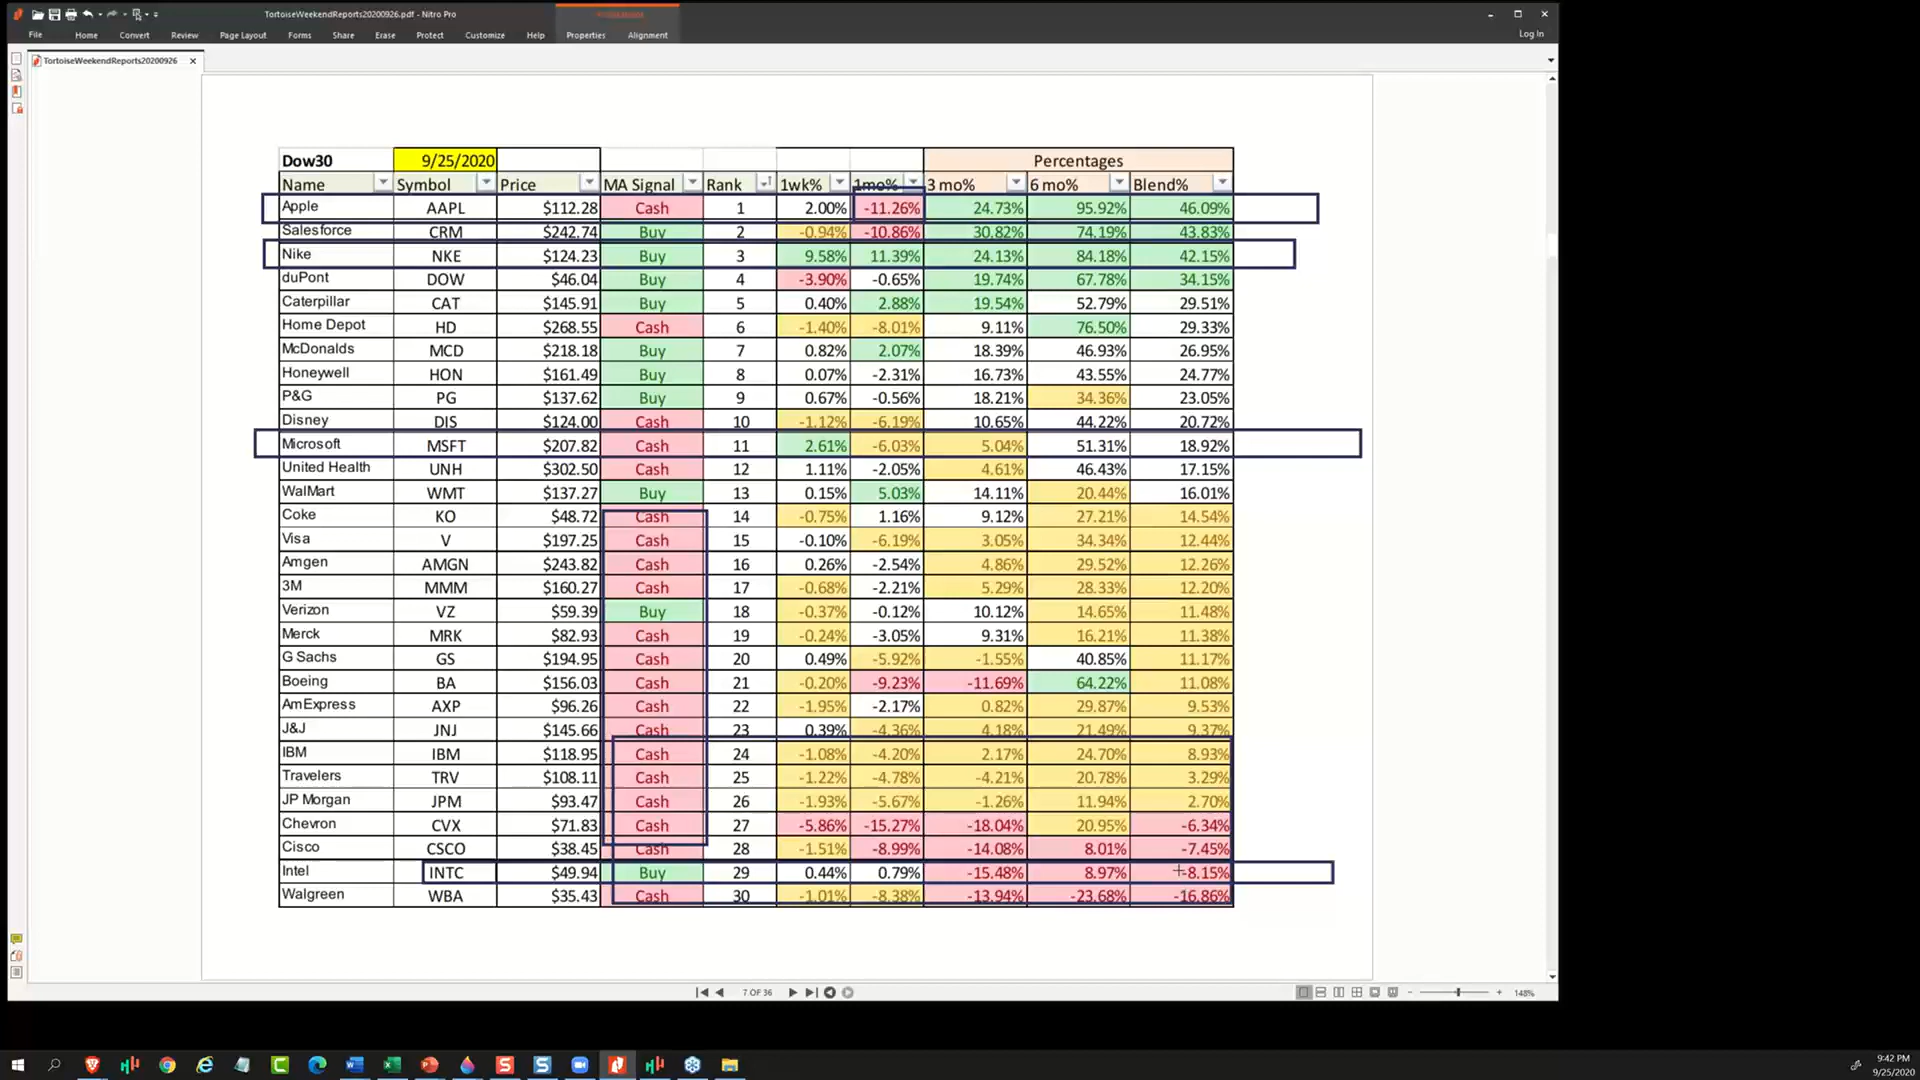 TortoiseWeekendReports20200926.pdf - Nitro Pro
File Home Convert Review Page Layout Forms Share Erase Protect Customize Help Properties Alignment Log In
TortoiseWeekendReports20200926
Dow30 9/25/2020 Percentages
Name Symbol Price MA Signal Rank 1wk% 1mo% 3 mo% 6 mo% Blend%
Apple AAPL $112.28 Cash 1 2.00% -11.26% 24.73% 95.92% 46.09%
Salesforce CRM $242.74 Buy 2 -0.94% -10.86% 30.82% 74.19% 43.83%
Nike NKE $124.23 Buy 3 9.58% 11.39% 24.13% 84.18% 42.15%
duPont DOW $46.04 Buy 4 -3.90% -0.65% 19.74% 67.78% 34.15%
Caterpillar CAT $145.91 Buy 5 0.40% 2.88% 19.54% 52.79% 29.51%
Home Depot HD $268.55 Cash 6 -1.40% -8.01% 9.11% 76.50% 29.33%
McDonalds MCD $218.18 Buy 7 0.82% 2.07% 18.39% 46.93% 26.95%
Honeywell HON $161.49 Buy 8 0.07% -2.31% 16.73% 43.55% 24.77%
P&G PG $137.62 Buy 9 0.67% -0.56% 18.21% 34.36% 23.05%
Disney DIS $124.00 Cash 10 -1.12% -6.19% 10.65% 44.22% 20.72%
Microsoft MSFT $207.82 Cash 11 2.61% -6.03% 5.04% 51.31% 18.92%
United Health UNH $302.50 Cash 12 1.11% -2.05% 4.61% 46.43% 17.15%
WalMart WMT $137.27 Buy 13 0.15% 5.03% 14.11% 20.44% 16.01%
Coke KO $48.72 Cash 14 -0.75% 1.16% 9.12% 27.21% 14.54%
Visa V $197.25 Cash 15 -0.10% -6.19% 3.05% 34.34% 12.44%
Amgen AMGN $243.82 Cash 16 0.26% -2.54% 4.86% 29.52% 12.26%
3M MMM $160.27 Cash 17 -0.68% -2.21% 5.29% 28.33% 12.20%
Verizon VZ $59.39 Buy 18 -0.37% -0.12% 10.12% 14.65% 11.48%
Merck MRK $82.93 Cash 19 -0.24% -3.05% 9.31% 16.21% 11.38%
G Sachs GS $194.95 Cash 20 0.49% -5.92% -1.55% 40.85% 11.17%
Boeing BA $156.03 Cash 21 -0.20% -9.23% -11.69% 64.22% 11.08%
AmExpress AXP $96.26 Cash 22 -1.95% -2.17% 0.82% 29.87% 9.53%
J&J JNJ $145.66 Cash 23 0.39% -4.36% 4.18% 21.49% 9.37%
IBM IBM $118.95 Cash 24 -1.08% -4.20% 2.17% 24.70% 8.93%
Travelers TRV $108.11 Cash 25 -1.22% -4.78% -4.21% 20.78% 3.29%
JP Morgan JPM $93.47 Cash 26 -1.93% -5.67% -1.26% 11.94% 2.70%
Chevron CVX $71.83 Cash 27 -5.86% -15.27% -18.04% 20.95% -6.34%
Cisco CSCO $38.45 Cash 28 -1.51% -8.99% -14.08% 8.01% -7.45%
Intel INTC $49.94 Buy 29 0.44% 0.79% -15.48% 8.97% -8.15%
Walgreen WBA $35.43 Cash 30 -1.01% -8.38% -13.94% -23.68% -16.86%
7 OF 36 148%
9:42 PM
9/25/2020